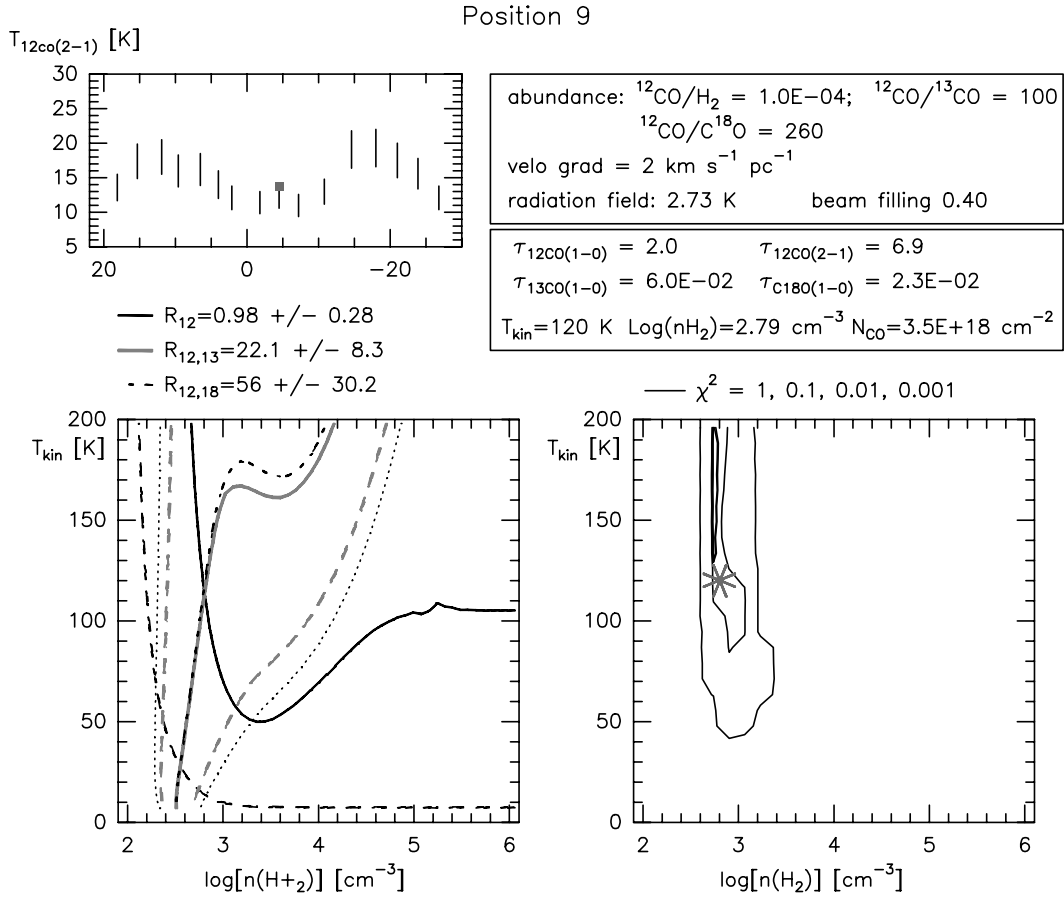 Position 9
T12co(2−1) [K]
30
25
20
15
10
5
20 0 −20
abundance: 12CO/H2 = 1.0E−04; 12CO/13CO = 100
12CO/C18O = 260
velo grad = 2 km s−1 pc−1
radiation field: 2.73 K beam filling 0.40
τ12CO(1−0) = 2.0 τ12CO(2−1) = 6.9
τ13CO(1−0) = 6.0E−02 τC18O(1−0) = 2.3E−02
Tkin=120 K Log(nH2)=2.79 cm−3 NCO=3.5E+18 cm−2
R12=0.98 +/− 0.28
R12,13=22.1 +/− 8.3
R12,18=56 +/− 30.2
χ2 = 1, 0.1, 0.01, 0.001
200
Tkin [K]
150
100
50
0
2 3 4 5 6
log[n(H+2)] [cm−3]
200
Tkin [K]
150
100
50
0
2 3 4 5 6
log[n(H2)] [cm−3]